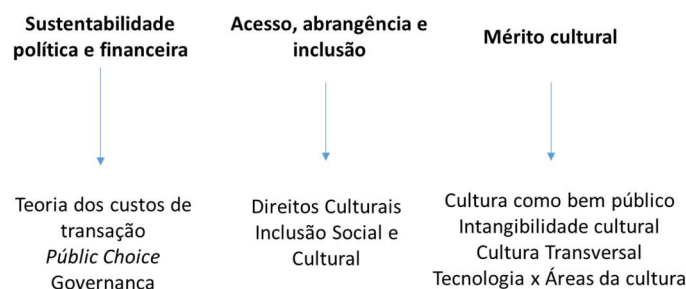 Sustentabilidade
política e financeira
Acesso, abrangência e
inclusão
Mérito cultural
Teoria dos custos de
transação
Públic Choice
Governança
Direitos Culturais
Inclusão Social e
Cultural
Cultura como bem público
Intangibilidade cultural
Cultura Transversal
Tecnologia x Áreas da cultura